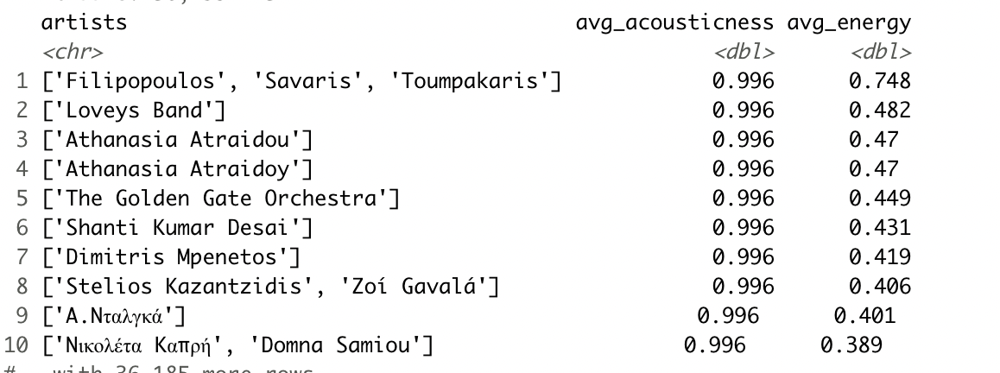 artists avg_acousticness avg_energy
<chr> <dbl> <dbl>
1 ['Filipopoulos', 'Savaris', 'Toumpakaris'] 0.996 0.748
2 ['Loveys Band'] 0.996 0.482
3 ['Athanasia Atraidou'] 0.996 0.47
4 ['Athanasia Atraidoy'] 0.996 0.47
5 ['The Golden Gate Orchestra'] 0.996 0.449
6 ['Shanti Kumar Desai'] 0.996 0.431
7 ['Dimitris Mpenetos'] 0.996 0.419
8 ['Stelios Kazantzidis', 'Zoí Gavalá'] 0.996 0.406
9 ['Α.Νταλγκά'] 0.996 0.401
10 ['Νικολέτα Καπρή', 'Domna Samiou'] 0.996 0.389
# with 36,185 more rows